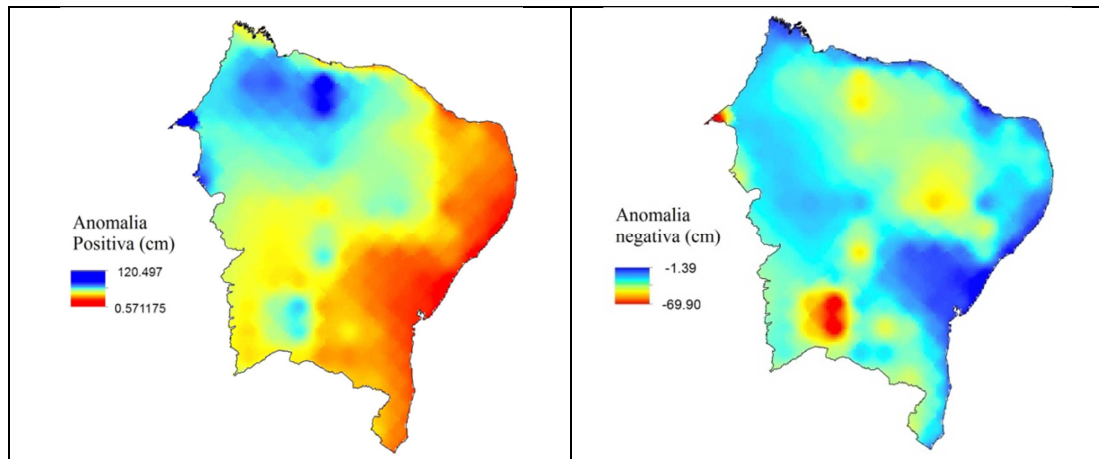 Anomalia
Positiva (cm)
120.497
0.571175
Anomalia
negativa (cm)
-1.39
-69.90